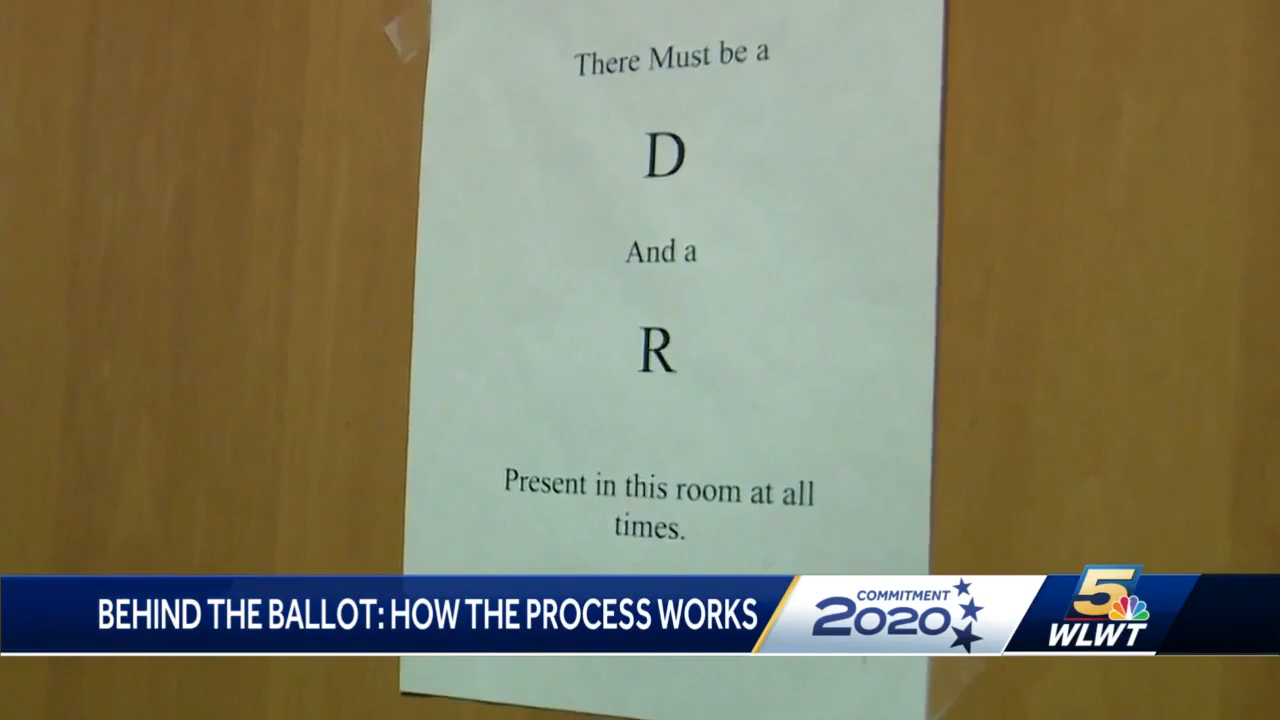 There Must be a
D
And a
R
Present in this room at all
times.
BEHIND THE BALLOT: HOW THE PROCESS WORKS
COMMITMENT
2020
5
WLWT